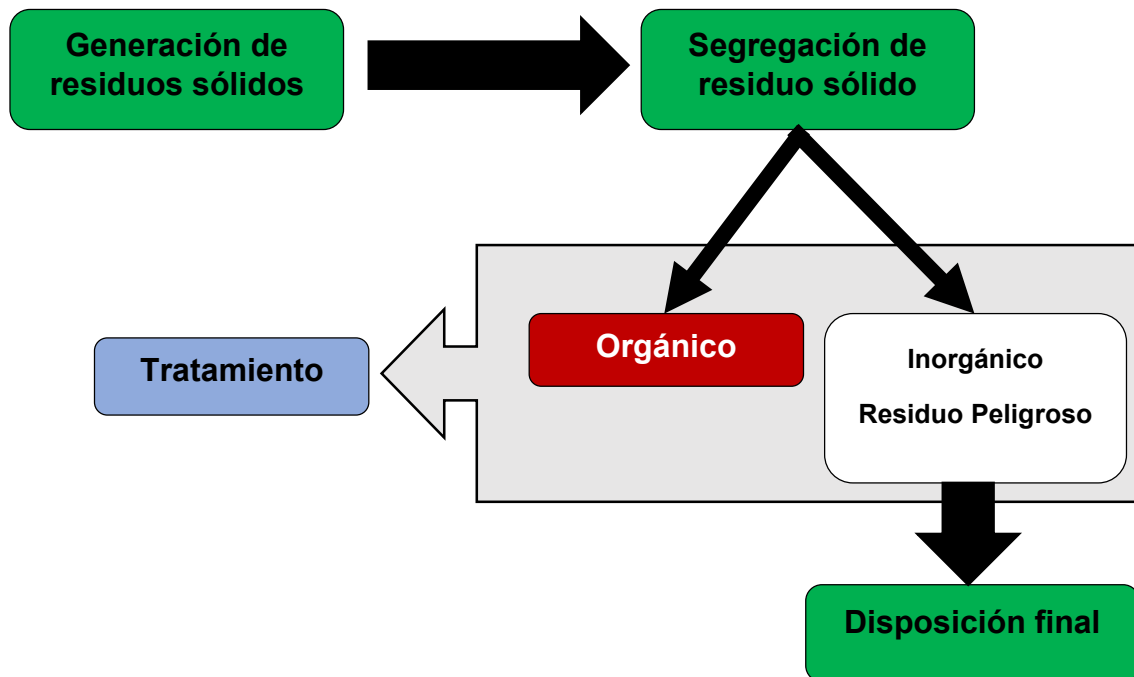 Generación de
residuos sólidos
Segregación de
residuo sólido
Orgánico
Inorgánico
Residuo Peligroso
Tratamiento
Disposición final